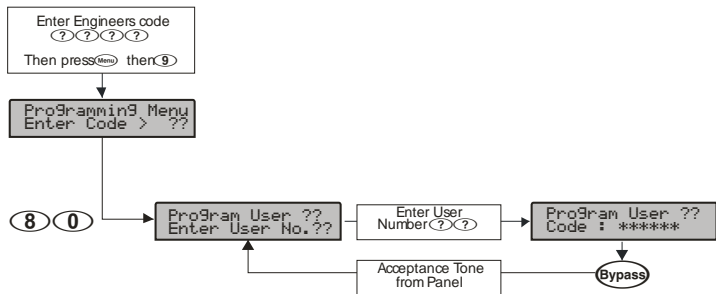 Enter Engineers code
? ? ? ?
Then press Menu then 9
Programming Menu
Enter Code > ??
8 0
Program User ??
Enter User No.??
Enter User
Number ? ?
Program User ??
Code : ******
Bypass
Acceptance Tone
from Panel